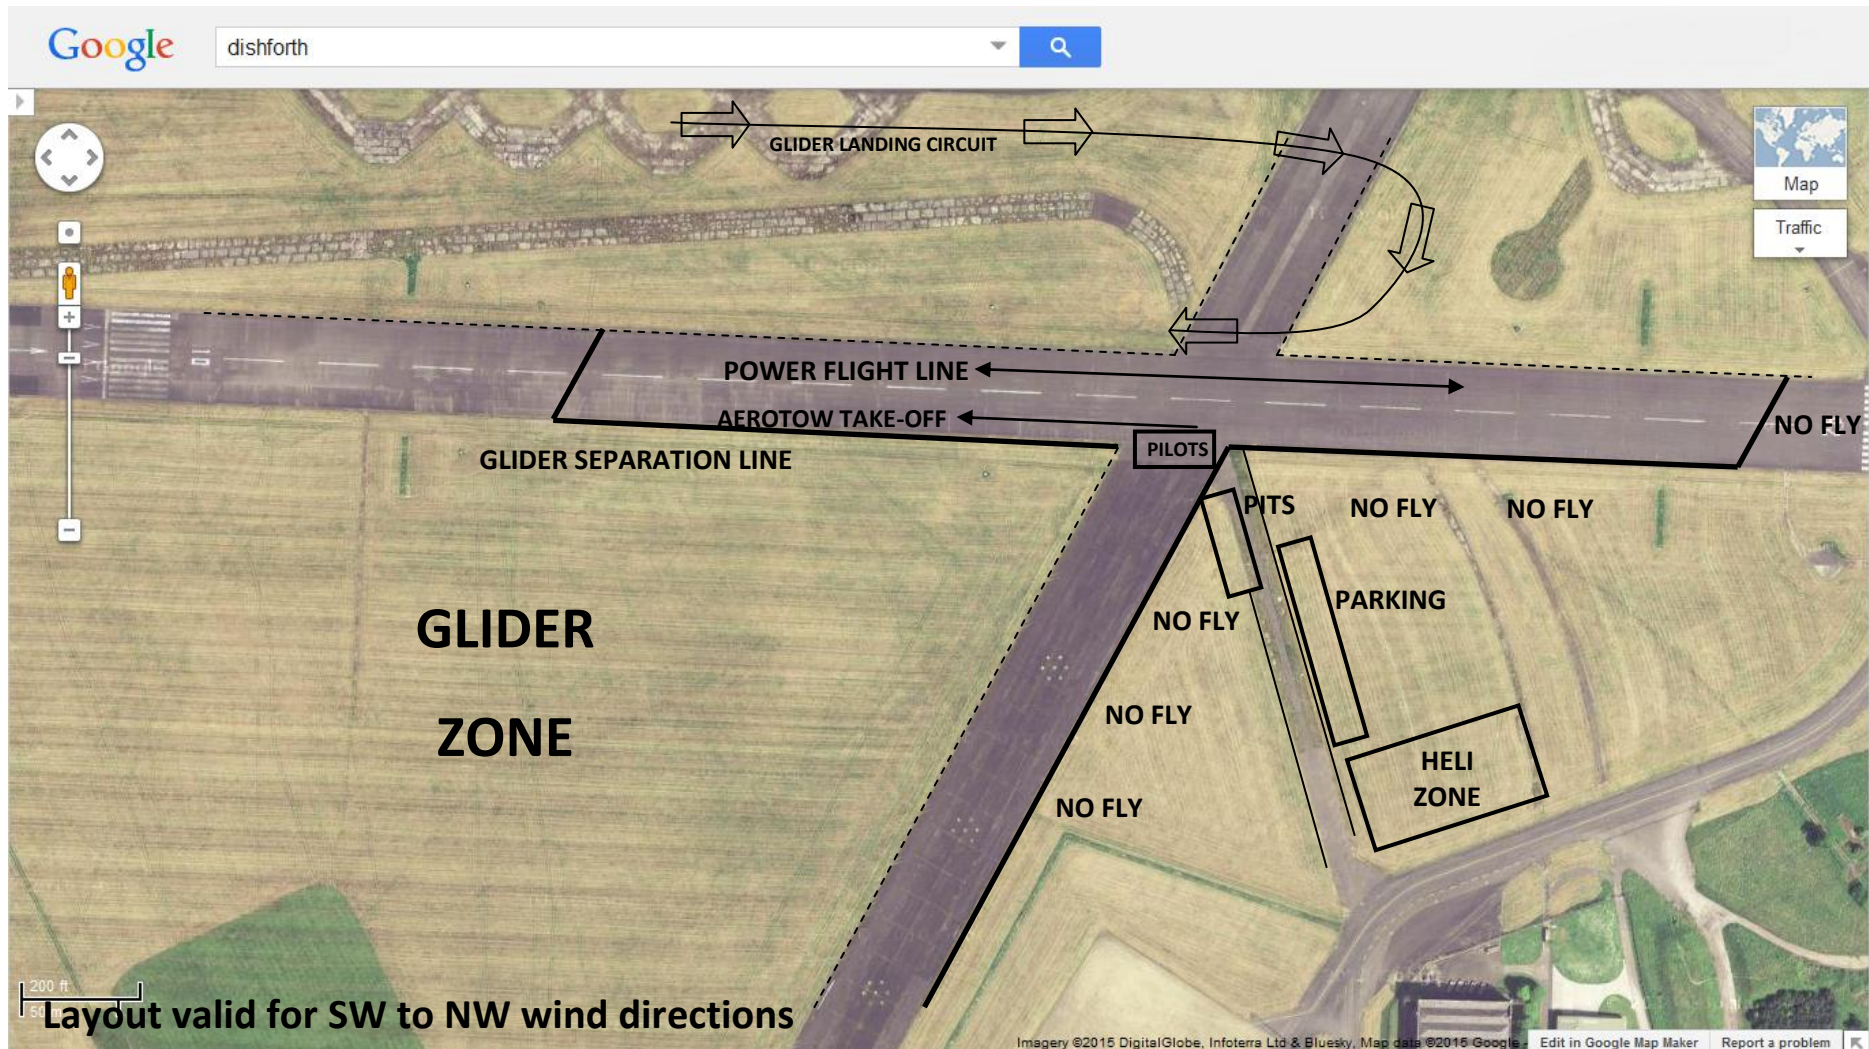 Google
dishforth
GLIDER LANDING CIRCUIT
Map
Traffic
POWER FLIGHT LINE
AEROTOW TAKE-OFF
NO FLY
PILOTS
GLIDER SEPARATION LINE
PITS
NO FLY
NO FLY
PARKING
GLIDER
ZONE
NO FLY
NO FLY
HELI
ZONE
NO FLY
200 ft
50 m
Layout valid for SW to NW wind directions
Imagery ©2015 DigitalGlobe, Infoterra Ltd & Bluesky, Map data ©2015 Google -
Edit in Google Map Maker
Report a problem